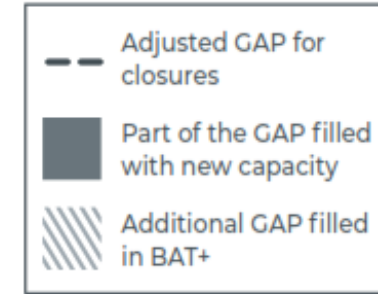 Adjusted GAP for
closures
Part of the GAP filled
with new capacity
Additional GAP filled
in BAT+